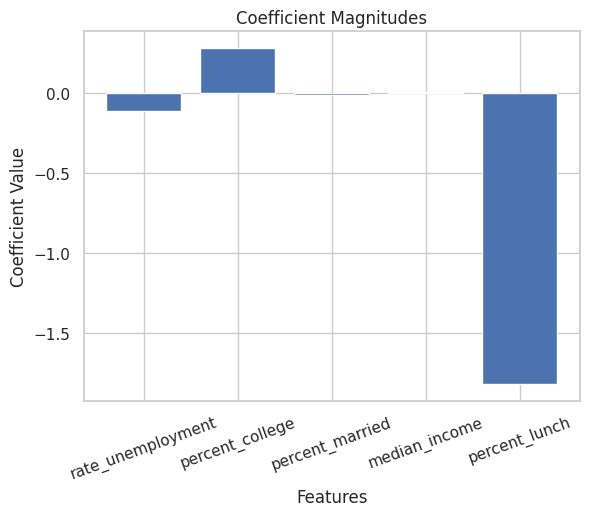 Coefficient Magnitudes
Coefficient Value
0.0
−0.5
−1.0
−1.5
rate_unemployment
percent_college
percent_married
median_income
percent_lunch
Features